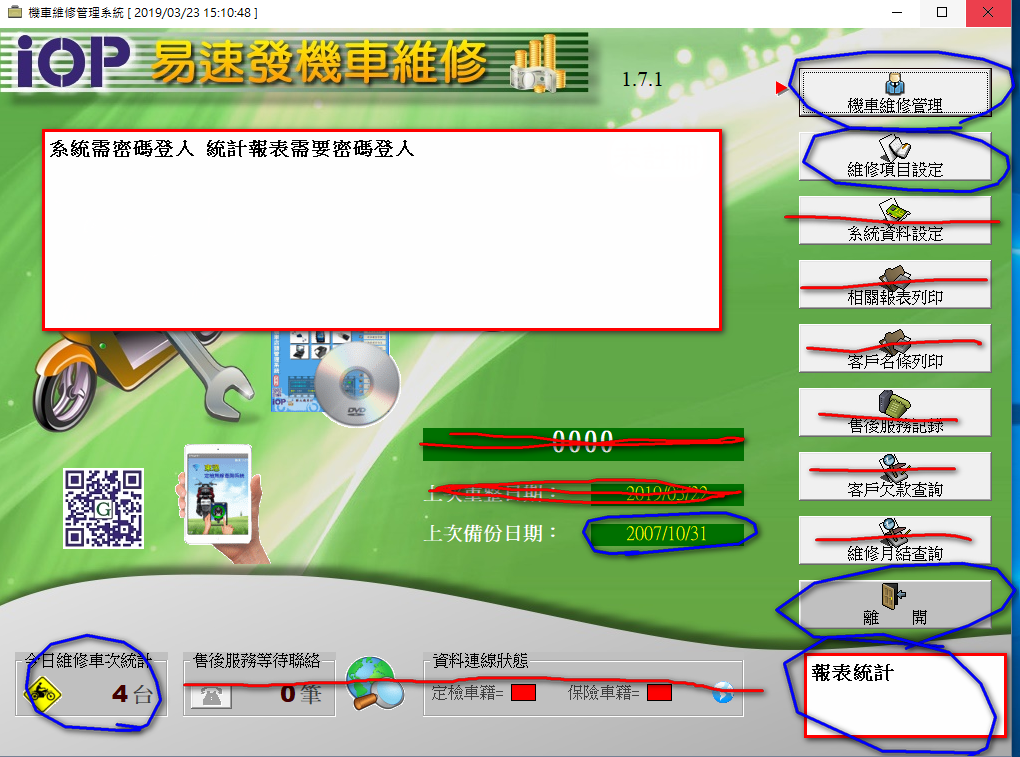 機車維修管理系統 [ 2019/03/23 15:10:48 ]
iOP 易速發機車維修
1.7.1
機車維修管理
系統需密碼登入 統計報表需要密碼登入
維修項目設定
系統資料設定
相關報表列印
客戶名條列印
售後服務記錄
0000
客戶欠款查詢
上次重整日期： 2019/03/22
上次備份日期： 2007/10/31
維修月結查詢
離 開
G
iOP
DVD
今日維修車次統計
4 台
售後服務等待聯絡
0 筆
資料連線狀態
定檢車籍= 保險車籍=
報表統計